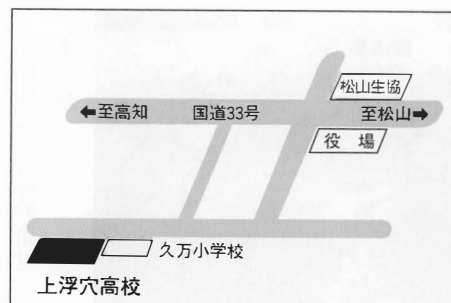 松山生協
←至高知 国道33号 至松山→
役場
久万小学校
上浮穴高校